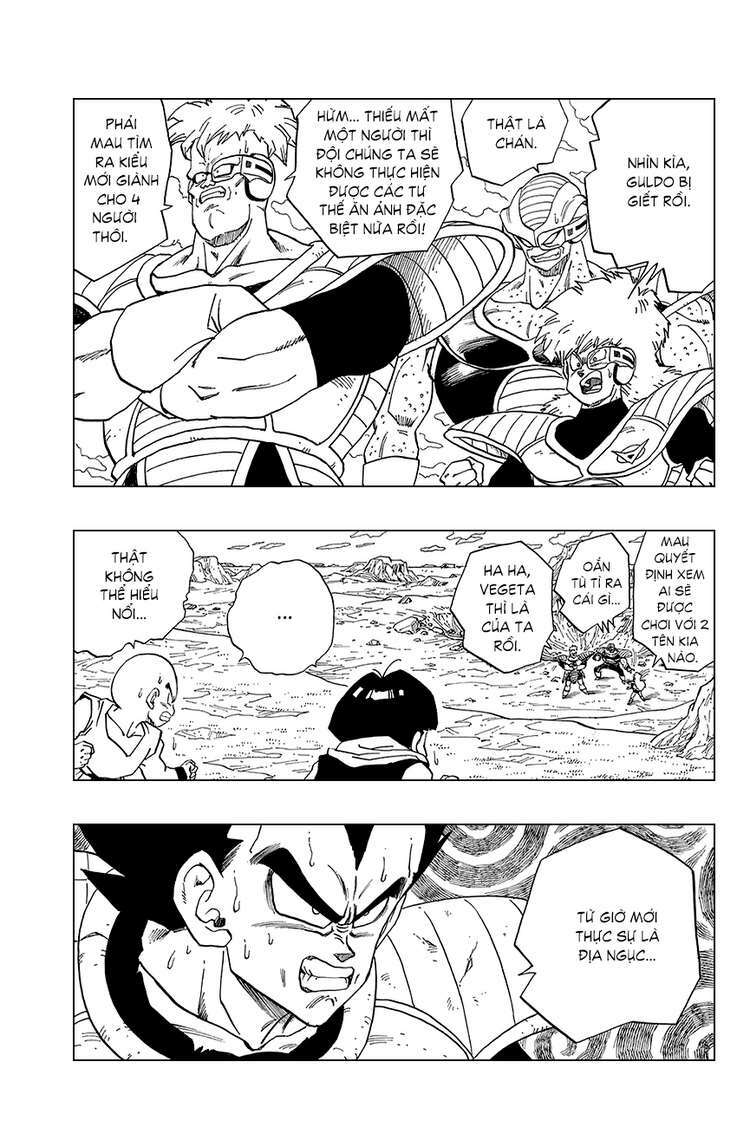 NHÌN KÌA,
GULDO BỊ
GIẾT RỒI.
THẬT LÀ
CHÁN.
HỪM... THIẾU MẤT
MỘT NGƯỜI THÌ
ĐỘI CHÚNG TA SẼ
KHÔNG THỰC HIỆN
ĐƯỢC CÁC TƯ
THẾ ĂN ẢNH ĐẶC
BIỆT NỮA RỒI!
PHẢI
MAU TÌM
RA KIỂU
MỚI GIÀNH
CHO 4
NGƯỜI
THÔI.
MAU
QUYẾT
ĐỊNH XEM
AI SẼ
ĐƯỢC
CHƠI VỚI 2
TÊN KIA
NÀO.
OẲN
TÙ TÌ RA
CÁI GÌ...
HA HA,
VEGETA
THÌ LÀ
CỦA TA
RỒI.
...
THẬT
KHÔNG
THỂ HIỂU
NỔI...
TỪ GIỜ MỚI
THỰC SỰ LÀ
ĐỊA NGỤC...